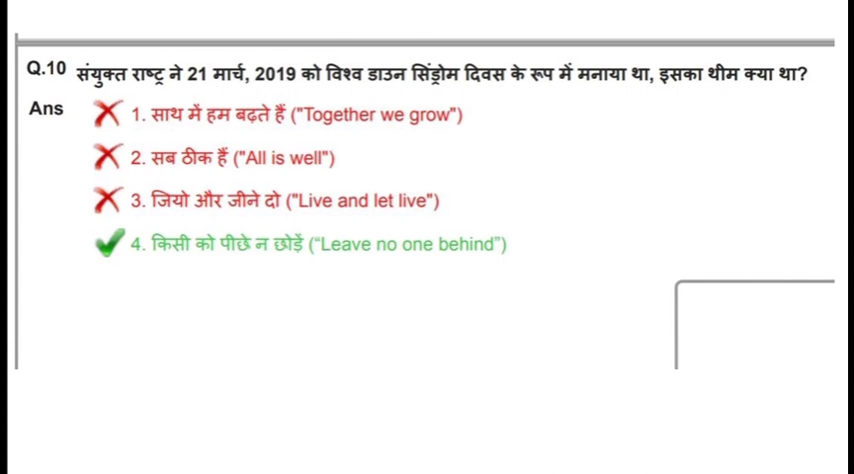 Q.10 संयुक्त राष्ट्र ने 21 मार्च, 2019 को विश्व डाउन सिंड्रोम दिवस के रूप में मनाया था, इसका थीम क्या था?
Ans 1. साथ में हम बढ़ते हैं ("Together we grow")
2. सब ठीक हैं ("All is well")
3. जियो और जीने दो ("Live and let live")
4. किसी को पीछे न छोड़ें (“Leave no one behind”)